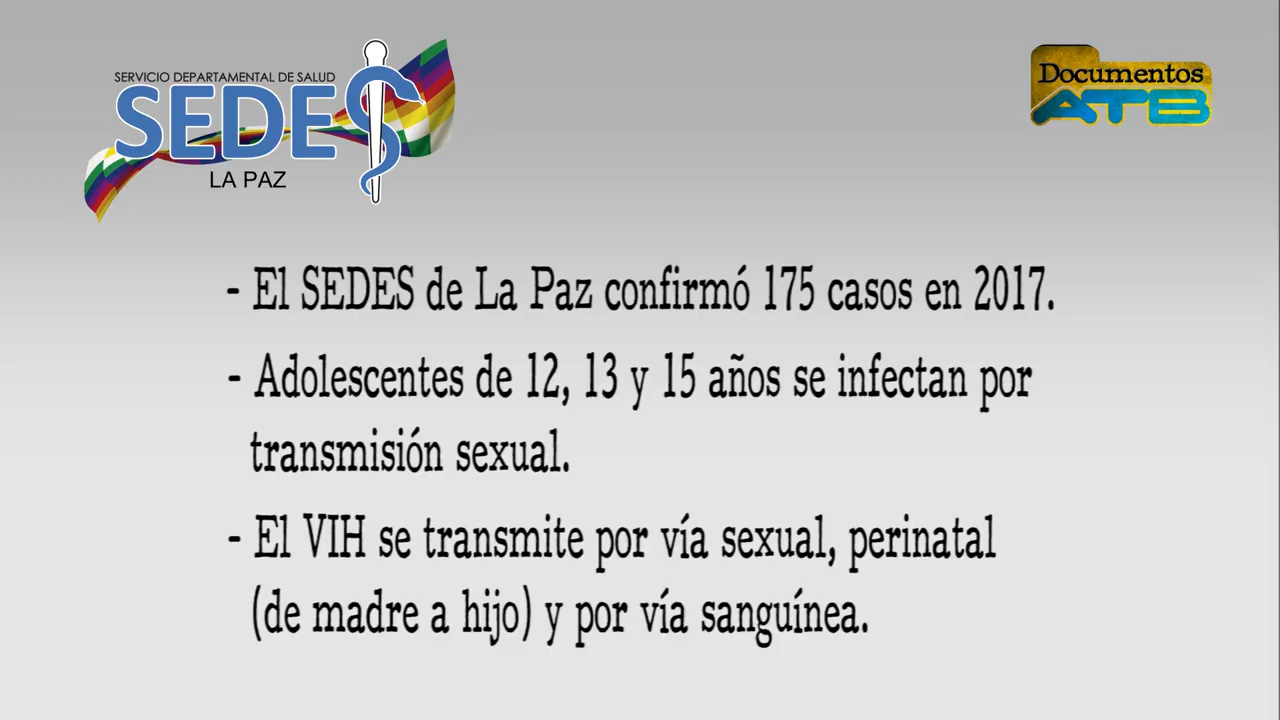 SERVICIO DEPARTAMENTAL DE SALUD
SEDES
LA PAZ
Documentos
ATB
- El SEDES de La Paz confirmó 175 casos en 2017.
- Adolescentes de 12, 13 y 15 años se infectan por
transmisión sexual.
- El VIH se transmite por vía sexual, perinatal
(de madre a hijo) y por vía sanguínea.